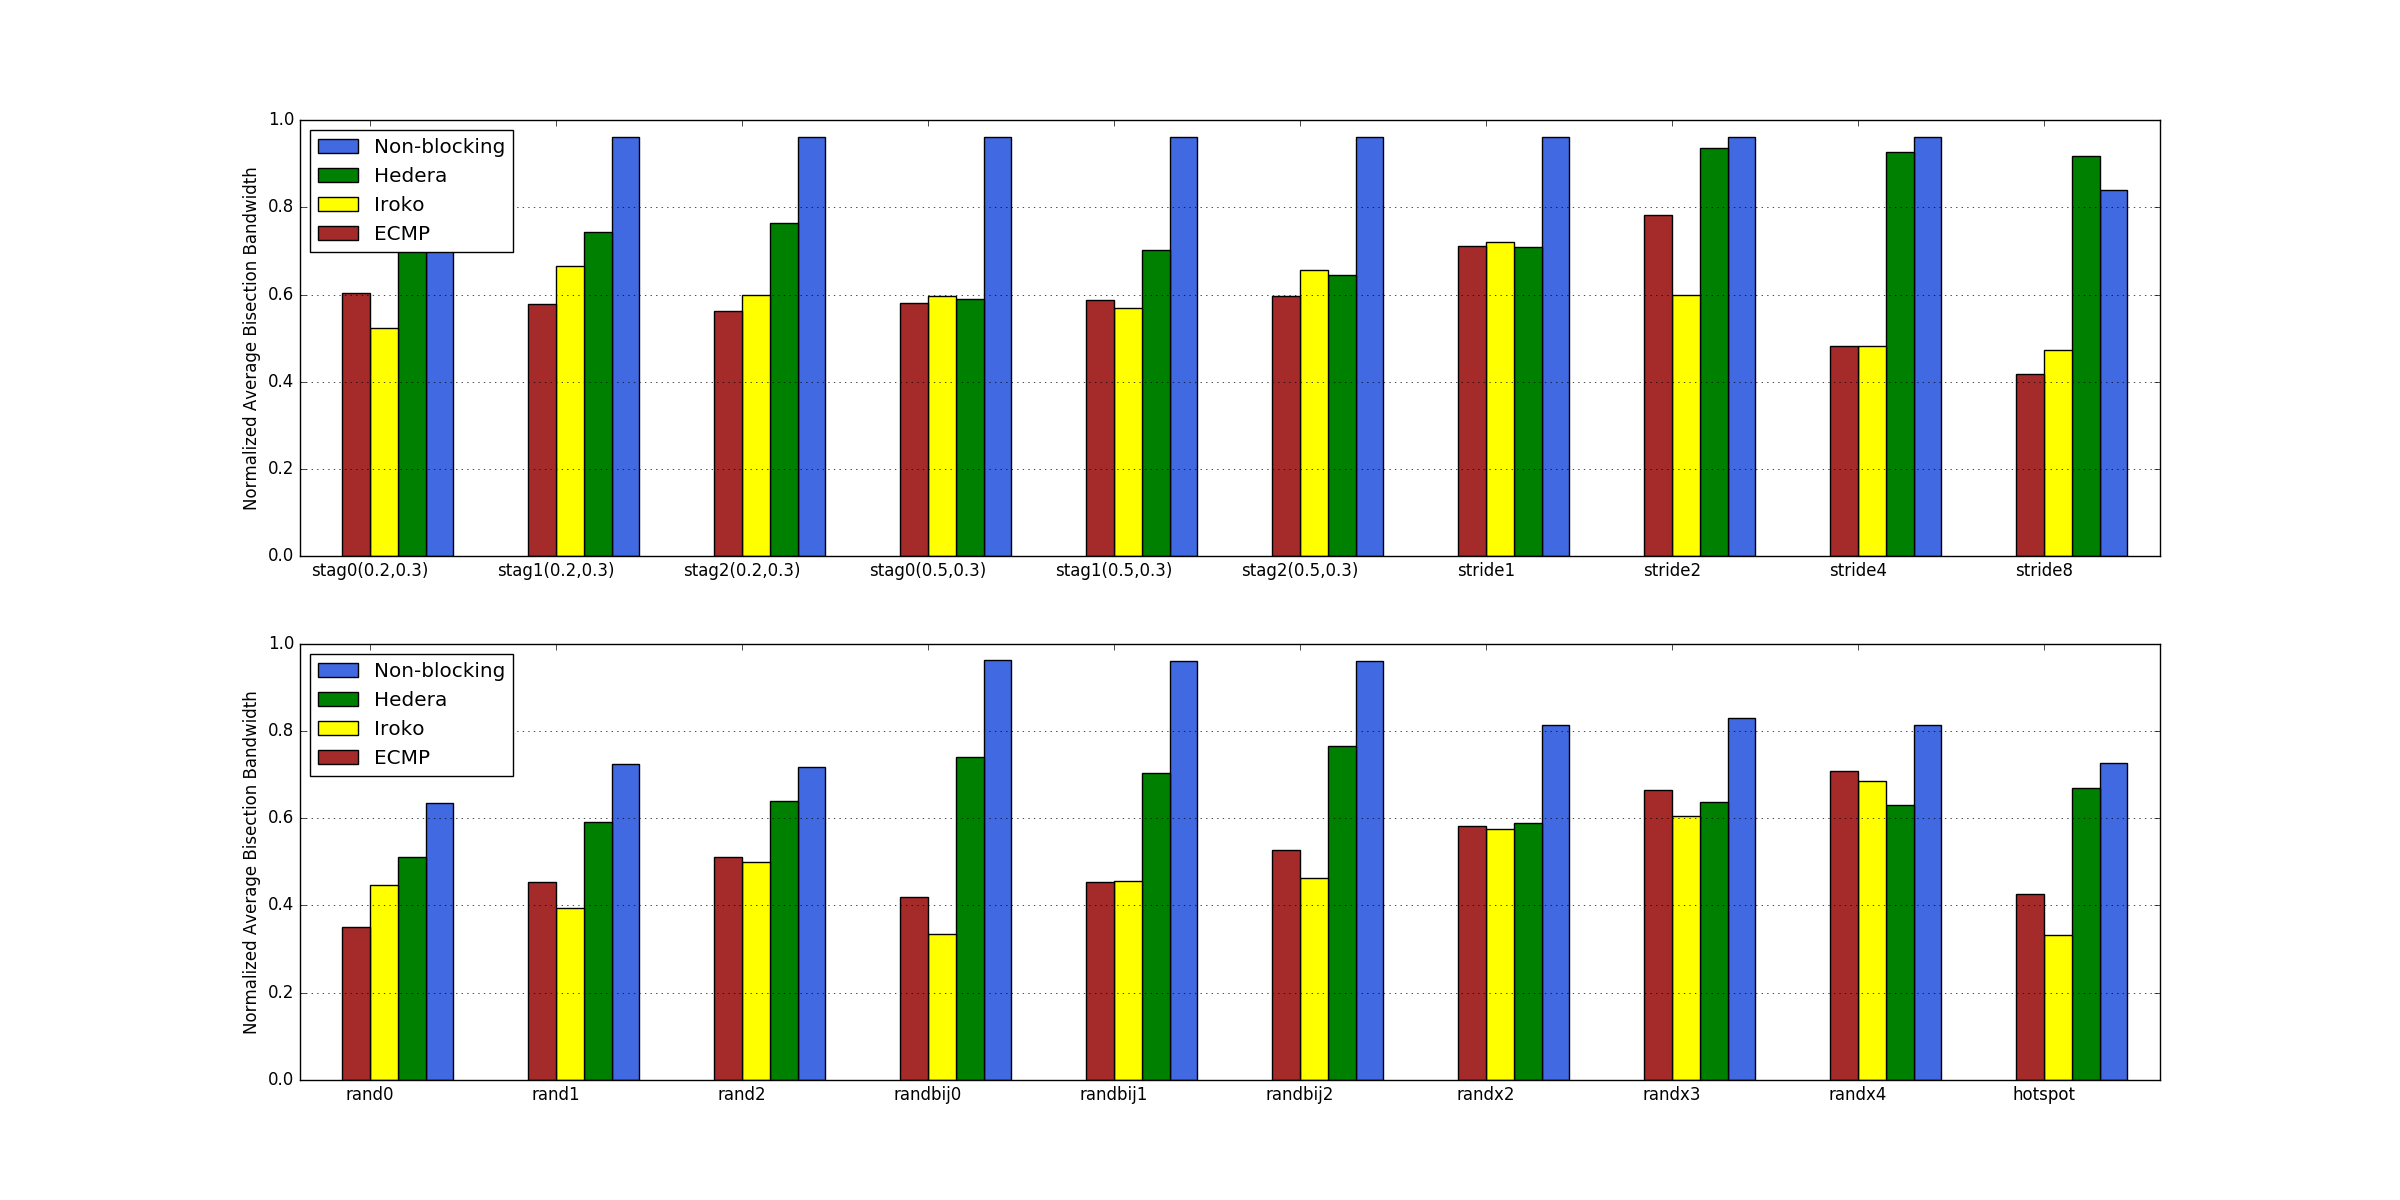 Normalized Average Bisection Bandwidth
1.0
0.8
0.6
0.4
0.2
0.0
Non-blocking
Hedera
Iroko
ECMP
stag0(0.2,0.3) stag1(0.2,0.3) stag2(0.2,0.3) stag0(0.5,0.3) stag1(0.5,0.3) stag2(0.5,0.3) stride1 stride2 stride4 stride8
Normalized Average Bisection Bandwidth
1.0
0.8
0.6
0.4
0.2
0.0
Non-blocking
Hedera
Iroko
ECMP
rand0 rand1 rand2 randbij0 randbij1 randbij2 randx2 randx3 randx4 hotspot